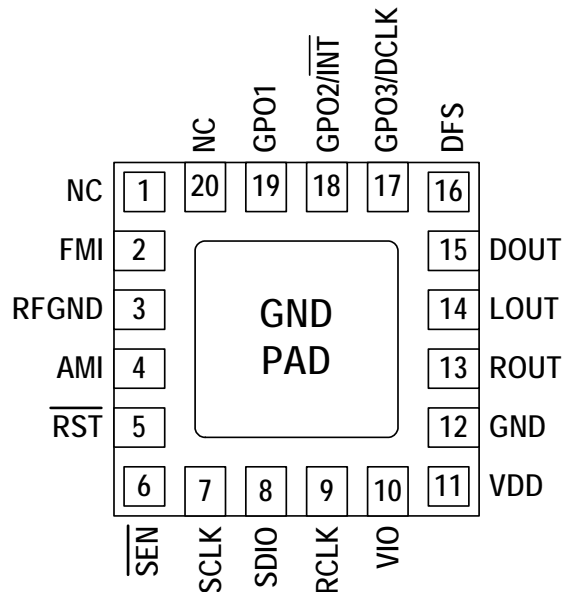 NC
GPO1
GPO2/INT
GPO3/DCLK
DFS
NC 1 20 19 18 17 16
FMI 2 15 DOUT
RFGND 3 14 LOUT
GND
PAD
AMI 4 13 ROUT
RST 5 12 GND
6 7 8 9 10 11 VDD
SEN
SCLK
SDIO
RCLK
VIO